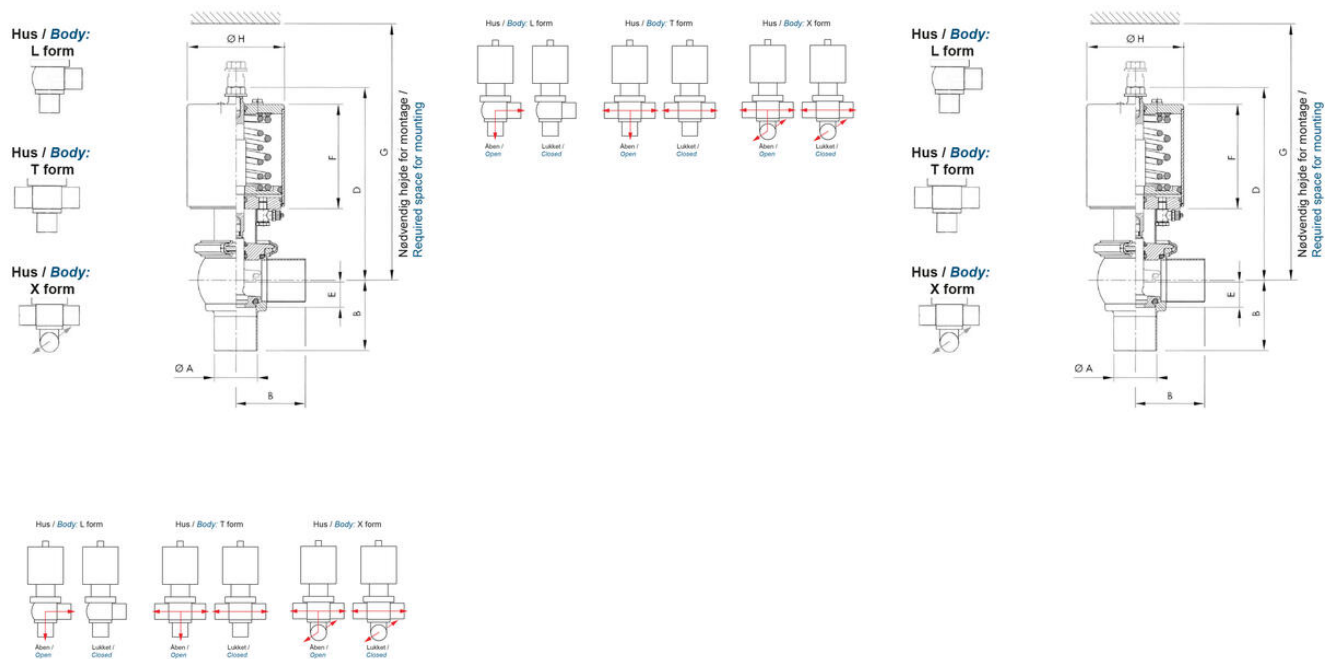 Hus / Body:
L form
Hus / Body:
T form
Hus / Body:
X form
Ø H
F
D
G
E
B
Ø A
B
Nødvendig højde for montage /
Required space for mounting
Hus / Body: L form
Hus / Body: T form
Hus / Body: X form
Åben /
Open
Lukket /
Closed
Åben /
Open
Lukket /
Closed
Åben /
Open
Lukket /
Closed
Hus / Body:
L form
Hus / Body:
T form
Hus / Body:
X form
Ø H
F
D
G
E
B
Ø A
B
Nødvendig højde for montage /
Required space for mounting
Hus / Body: L form
Hus / Body: T form
Hus / Body: X form
Åben /
Open
Lukket /
Closed
Åben /
Open
Lukket /
Closed
Åben /
Open
Lukket /
Closed